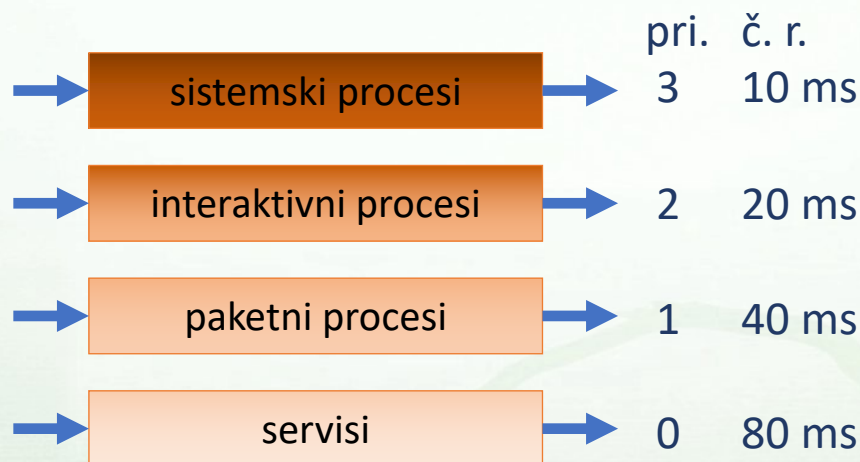 pri. č. r.
sistemski procesi 3 10 ms
interaktivni procesi 2 20 ms
paketni procesi 1 40 ms
servisi 0 80 ms